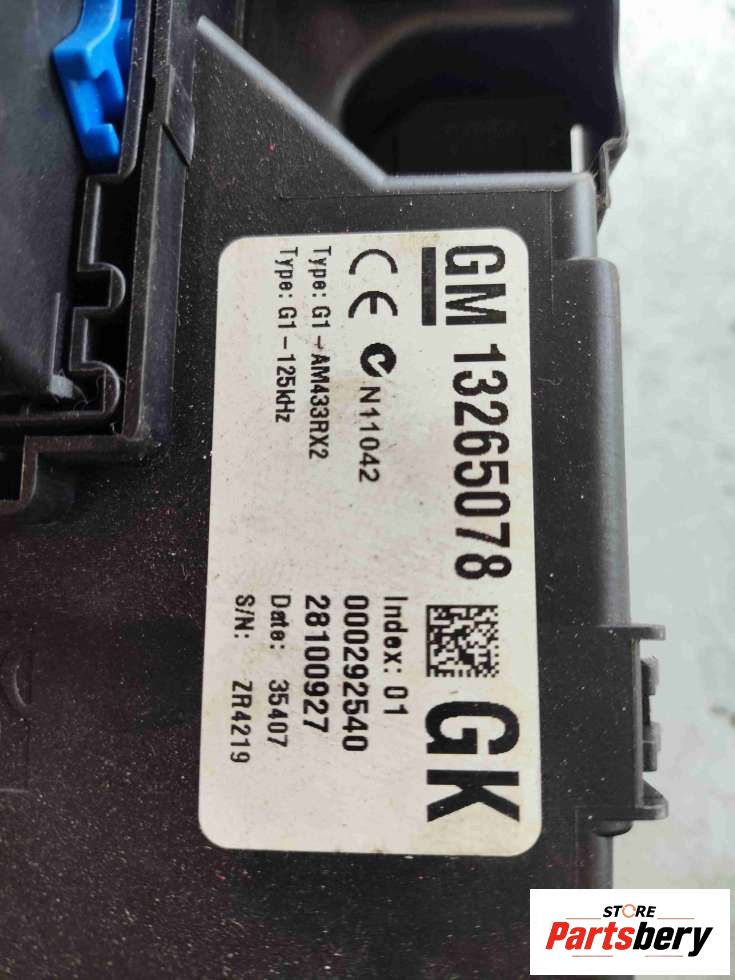 GM 13265078 GK
CE N11042
Type: G1-AM433RX2
Type: G1-125kHz
Index: 01
000292540
28100927
Date: 35407
S/N: ZR4219
STORE
Partsbery